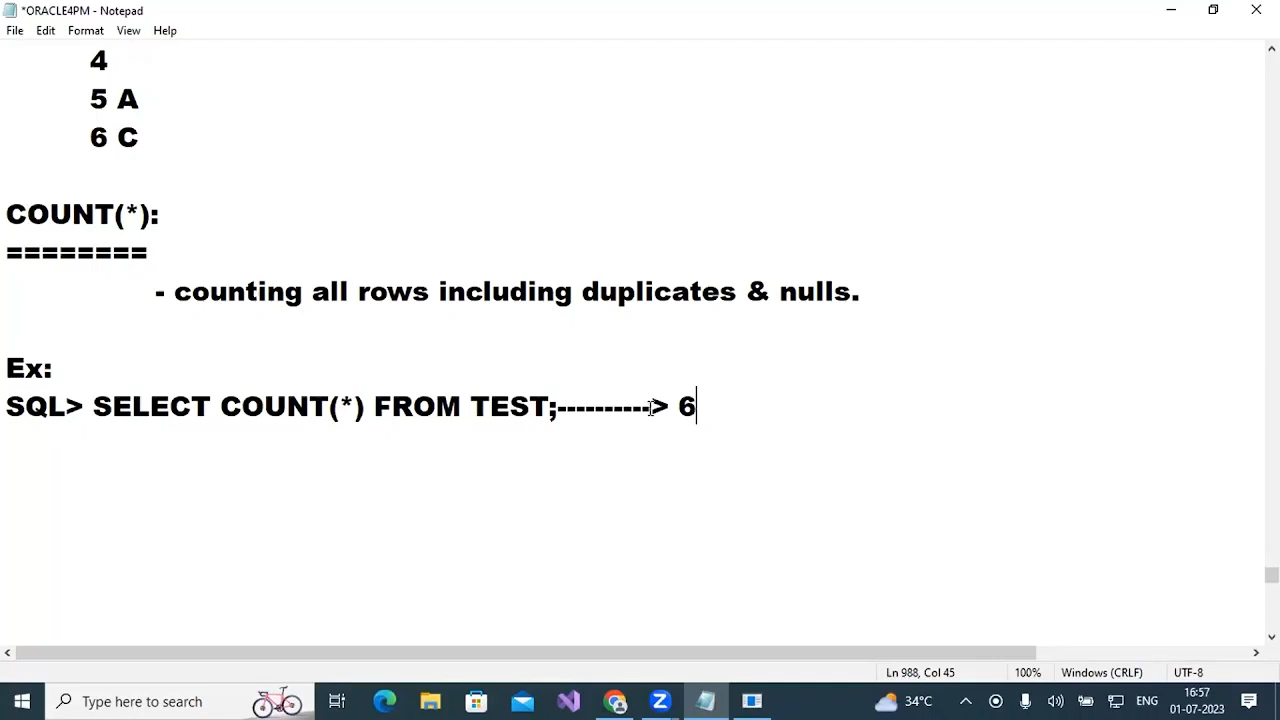 *ORACLE4PM - Notepad
File Edit Format View Help
4
5 A
6 C
COUNT(*):
========
- counting all rows including duplicates & nulls.
Ex:
SQL> SELECT COUNT(*) FROM TEST;----------> 6
Ln 988, Col 45 100% Windows (CRLF) UTF-8
Type here to search
34°C ENG 16:57
01-07-2023